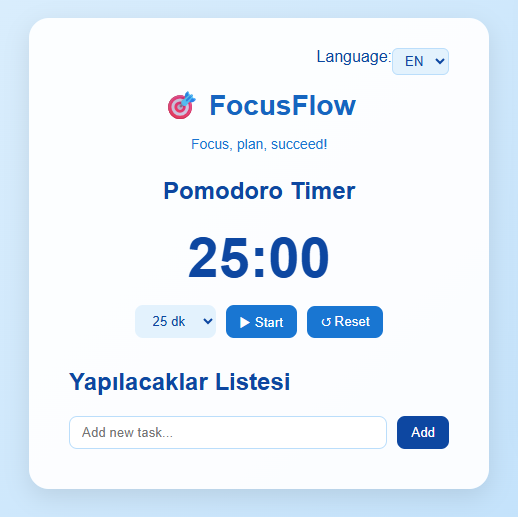 Language: EN
FocusFlow
Focus, plan, succeed!
Pomodoro Timer
25:00
25 dk ▶ Start ↺ Reset
Yapılacaklar Listesi
Add new task... Add